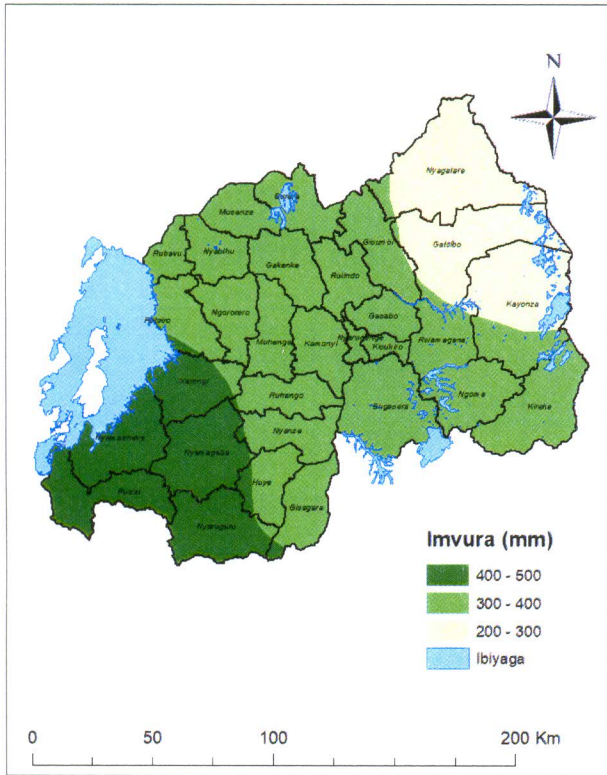 N
Nyagatare
Burera
Musanze
Gicumbi
Gatsibo
Rubavu
Nyabihu
Gakenke
Rulindo
Kayonza
Rutsiro
Ngororero
Gasabo
Muhanga
Kamonyi
Nyarugenge
Kicukiro
Rwamagana
Karongi
Ruhango
Bugesera
Ngoma
Kirehe
Nyanza
Nyamasheke
Nyamagabe
Huye
Gisagara
Rusizi
Nyaruguru
Imvura (mm)
400 - 500
300 - 400
200 - 300
Ibiyaga
0 50 100 200 Km